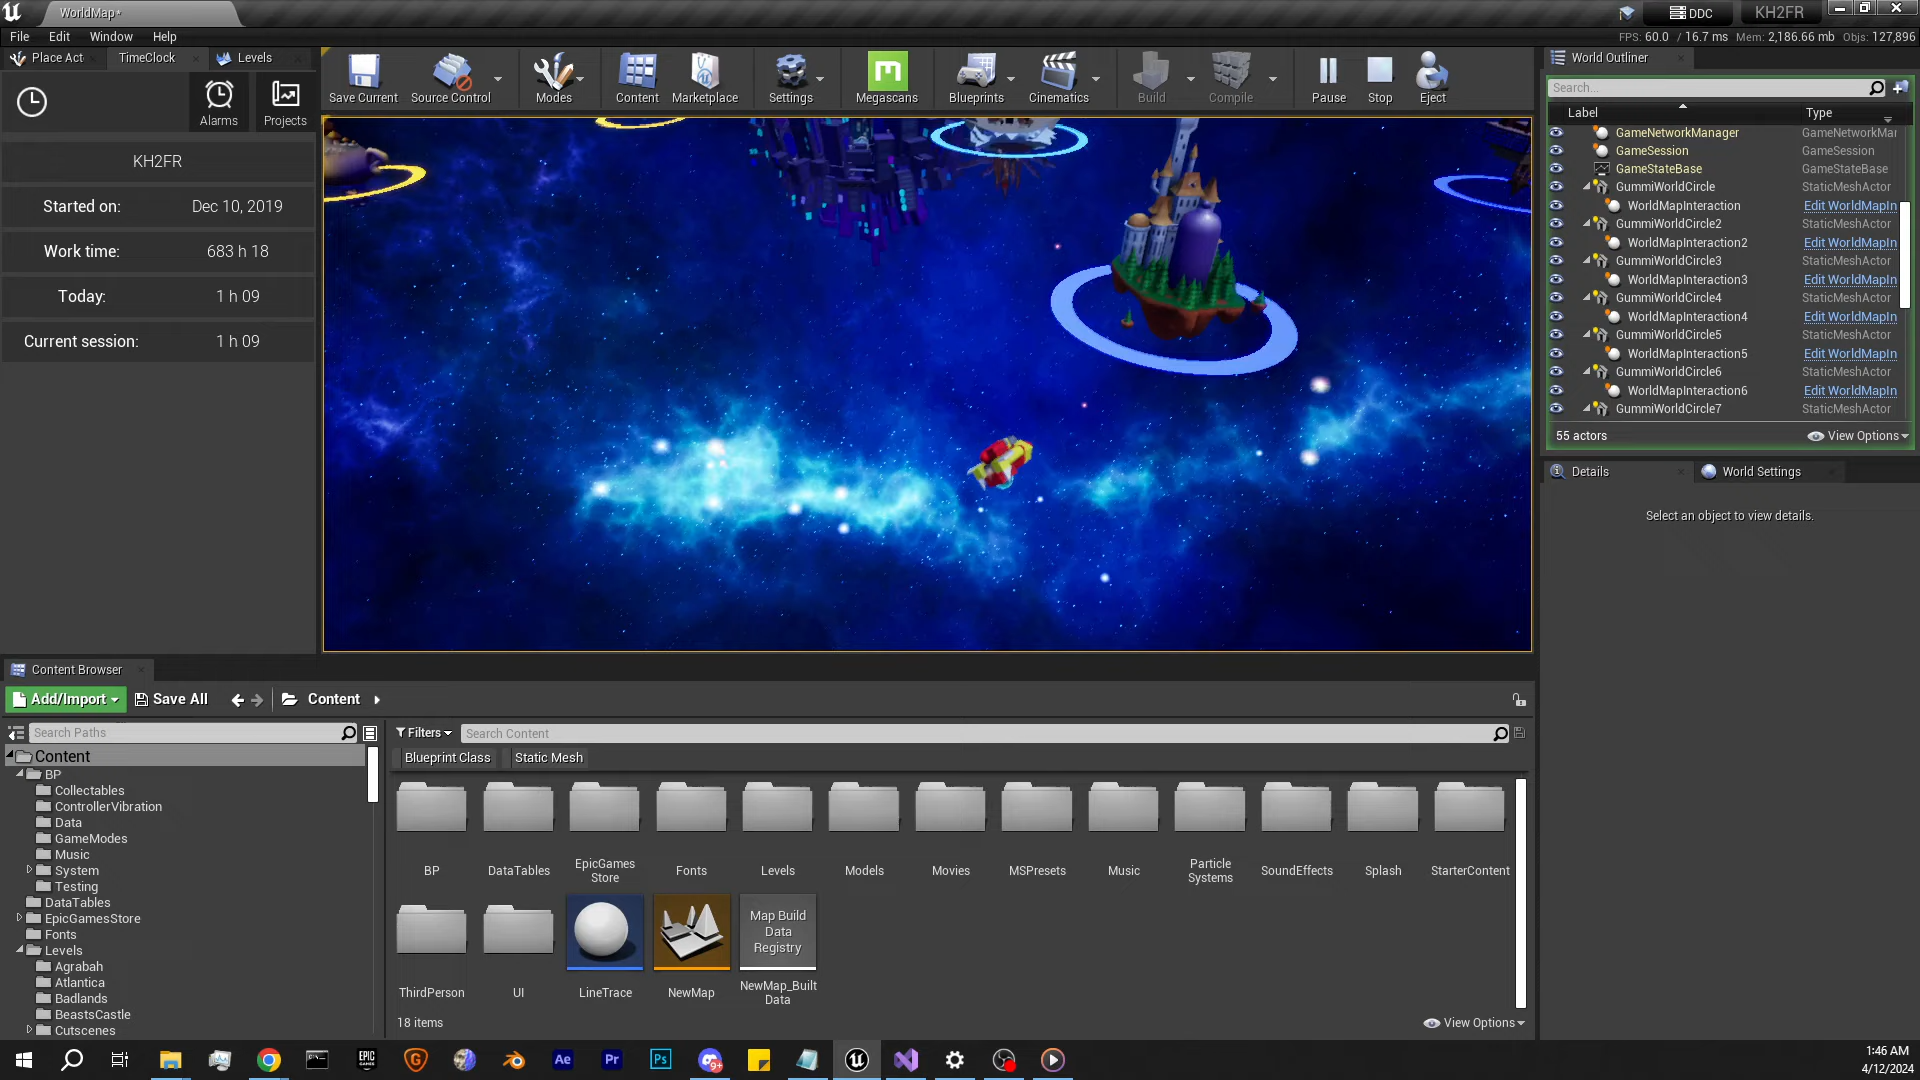 WorldMap*
DDC
KH2FR
File Edit Window Help
FPS: 60.0 / 16.7 ms Mem: 2,186.66 mb Objs: 127,896
Place Act
TimeClock
Levels
Alarms
Projects
KH2FR
Started on: Dec 10, 2019
Work time: 683 h 18
Today: 1 h 09
Current session: 1 h 09
Save Current
Source Control
Modes
Content
Marketplace
Settings
Megascans
Blueprints
Cinematics
Build
Compile
Pause
Stop
Eject
World Outliner
Search...
Label Type
GameNetworkManager GameNetworkMar
GameSession GameSession
GameStateBase GameStateBase
GummiWorldCircle StaticMeshActor
WorldMapInteraction Edit WorldMapIn
GummiWorldCircle2 StaticMeshActor
WorldMapInteraction2 Edit WorldMapIn
GummiWorldCircle3 StaticMeshActor
WorldMapInteraction3 Edit WorldMapIn
GummiWorldCircle4 StaticMeshActor
WorldMapInteraction4 Edit WorldMapIn
GummiWorldCircle5 StaticMeshActor
WorldMapInteraction5 Edit WorldMapIn
GummiWorldCircle6 StaticMeshActor
WorldMapInteraction6 Edit WorldMapIn
GummiWorldCircle7 StaticMeshActor
55 actors
View Options
Details
World Settings
Select an object to view details.
Content Browser
Add/Import
Save All
Content
Search Paths
Content
BP
Collectables
ControllerVibration
Data
GameModes
Music
System
Testing
DataTables
EpicGamesStore
Fonts
Levels
Agrabah
Atlantica
Badlands
BeastsCastle
Cutscenes
Filters
Search Content
Blueprint Class
Static Mesh
BP
DataTables
EpicGames
Store
Fonts
Levels
Models
Movies
MSPresets
Music
Particle
Systems
SoundEffects
Splash
StarterContent
ThirdPerson
UI
LineTrace
NewMap
Map Build
Data
Registry
NewMap_Built
Data
18 items
View Options
EPIC
GAMES
Ae
Pr
Ps
9+
1:46 AM
4/12/2024